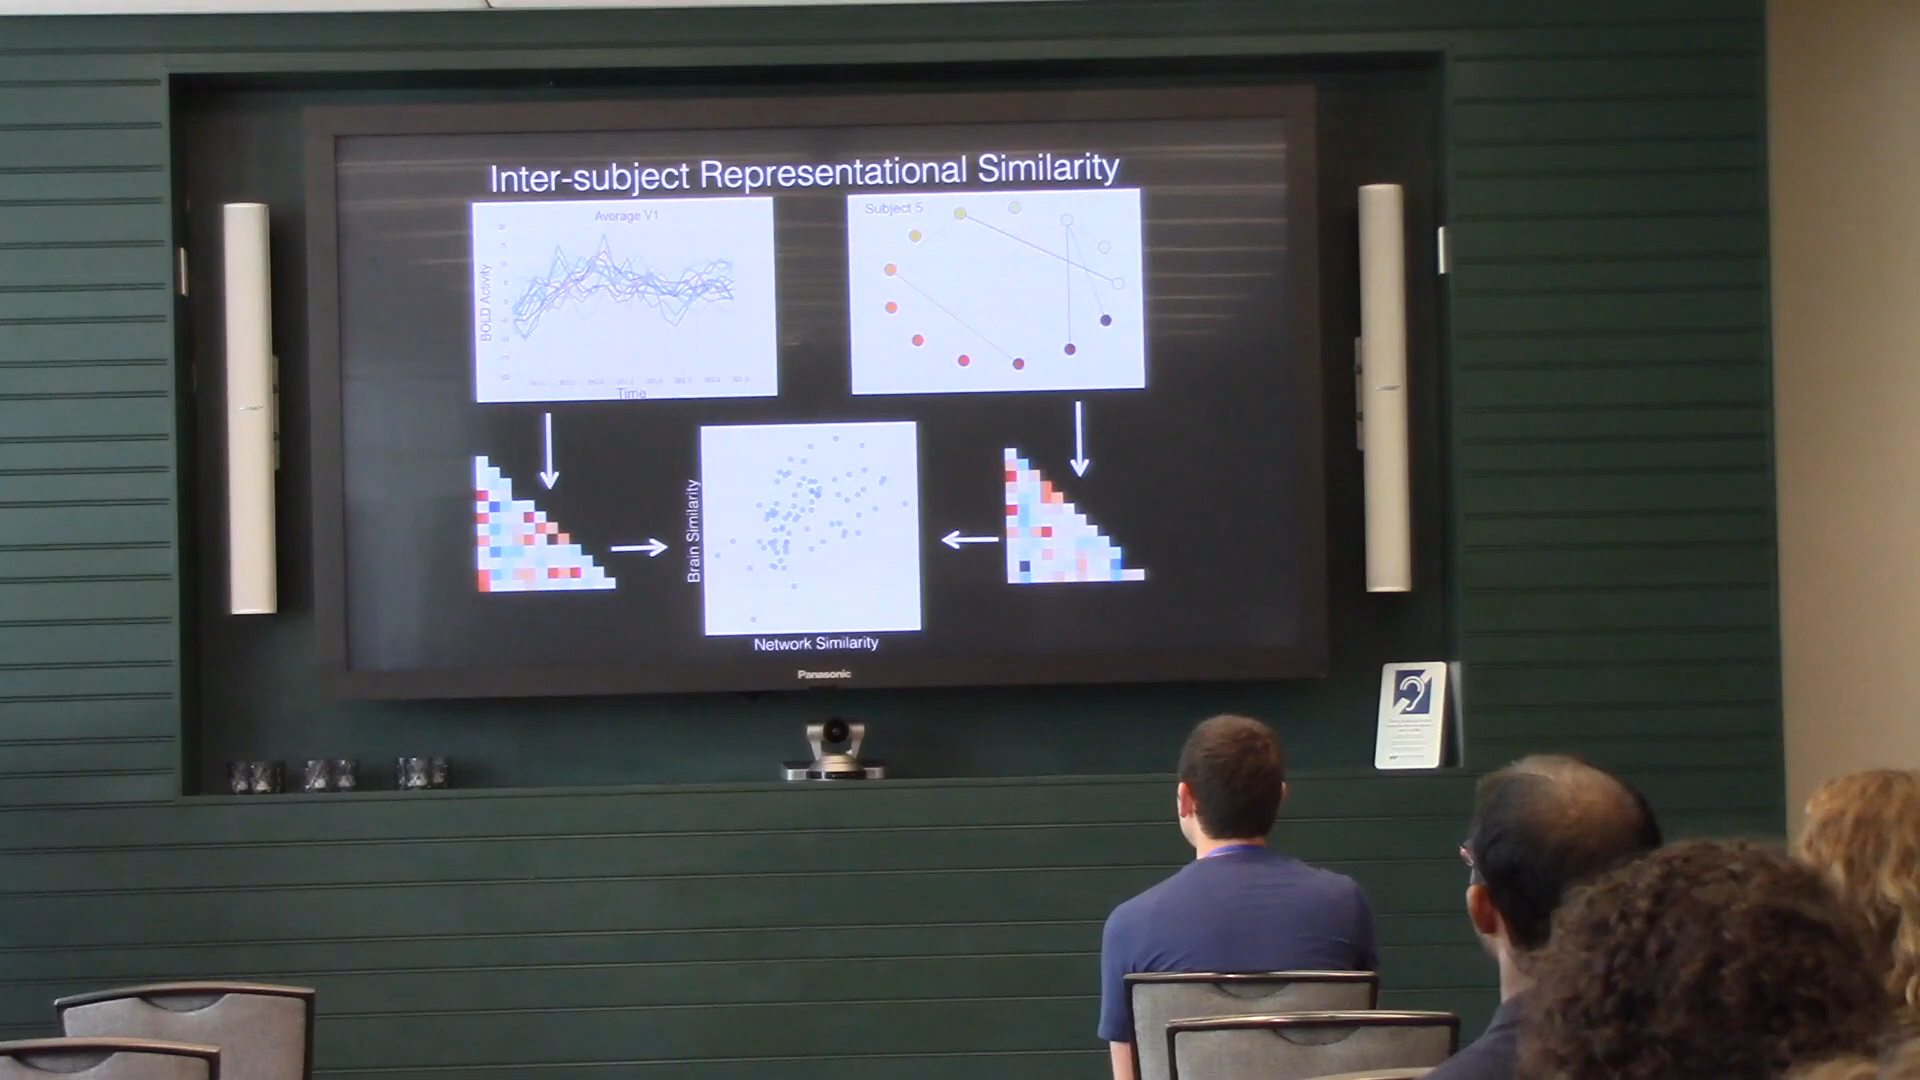 Inter-subject Representational Similarity
Average V1
BOLD Activity
Time
Subject 5
Brain Similarity
Network Similarity
Panasonic